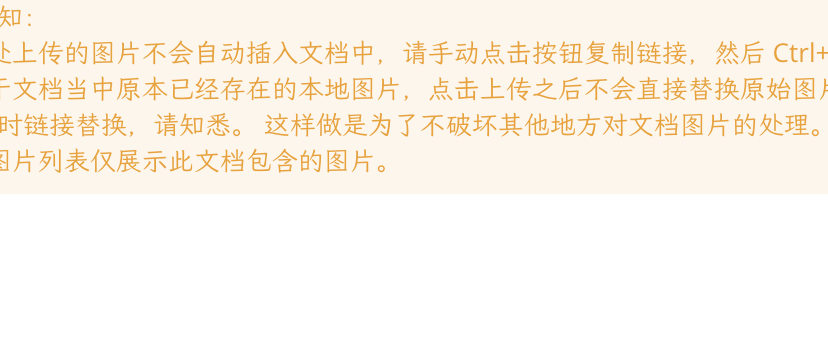 知：
处上传的图片不会自动插入文档中，请手动点击按钮复制链接，然后 Ctrl+
于文档当中原本已经存在的本地图片，点击上传之后不会直接替换原始图片
时链接替换，请知悉。 这样做是为了不破坏其他地方对文档图片的处理。
图片列表仅展示此文档包含的图片。